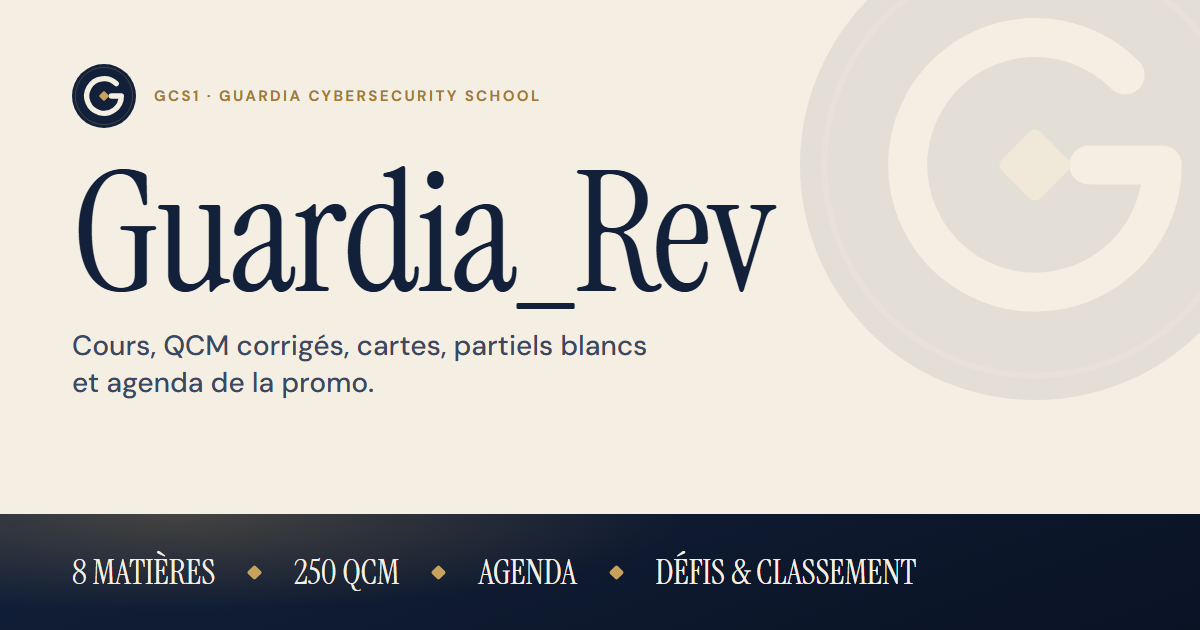 GCS1 · GUARDIA CYBERSECURITY SCHOOL
Guardia_Rev
Cours, QCM corrigés, cartes, partiels blancs
et agenda de la promo.
8 MATIÈRES ◆ 250 QCM ◆ AGENDA ◆ DÉFIS & CLASSEMENT